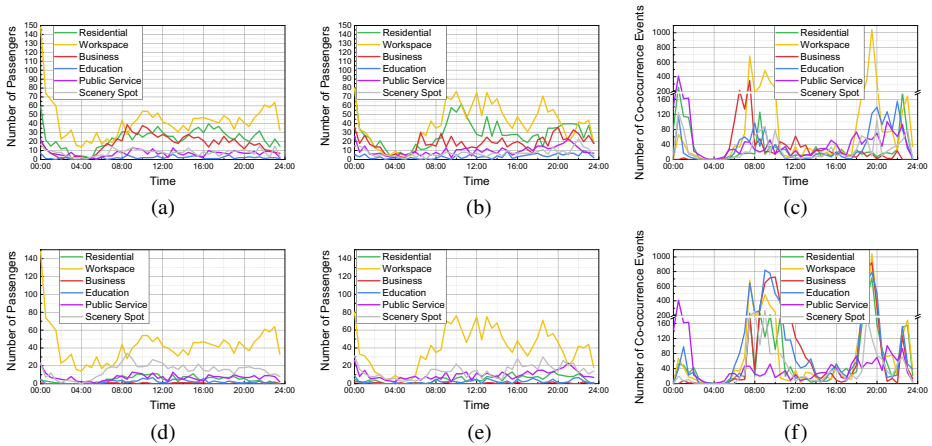 Number of Passengers
150
140
130
120
110
100
90
80
70
60
50
40
30
20
10
0
Residential
Workspace
Business
Education
Public Service
Scenery Spot
00:00 04:00 08:00 12:00 16:00 20:00 24:00
Time
(a)
Number of Passengers
120
110
100
90
80
70
60
50
40
30
20
10
0
Residential
Workspace
Business
Education
Public Service
Scenery Spot
00:00 04:00 08:00 12:00 16:00 20:00 24:00
Time
(b)
Number of Co-occurrence Events
1000
800
600
400
200
160
120
80
40
0
Residential
Workspace
Business
Education
Public Service
Scenery Spot
00:00 04:00 08:00 12:00 16:00 20:00 24:00
Time
(c)
Number of Passengers
140
120
100
80
60
40
20
0
Residential
Workspace
Business
Education
Public Service
Scenery Spot
00:00 04:00 08:00 12:00 16:00 20:00 24:00
Time
(d)
Number of Passengers
140
120
100
80
60
40
20
0
Residential
Workspace
Business
Education
Public Service
Scenery Spot
00:00 04:00 08:00 12:00 16:00 20:00 24:00
Time
(e)
Number of Co-occurrence Events
1000
800
600
400
200
160
120
80
40
0
Residential
Workspace
Business
Education
Public Service
Scenery Spot
00:00 04:00 08:00 12:00 16:00 20:00 24:00
Time
(f)